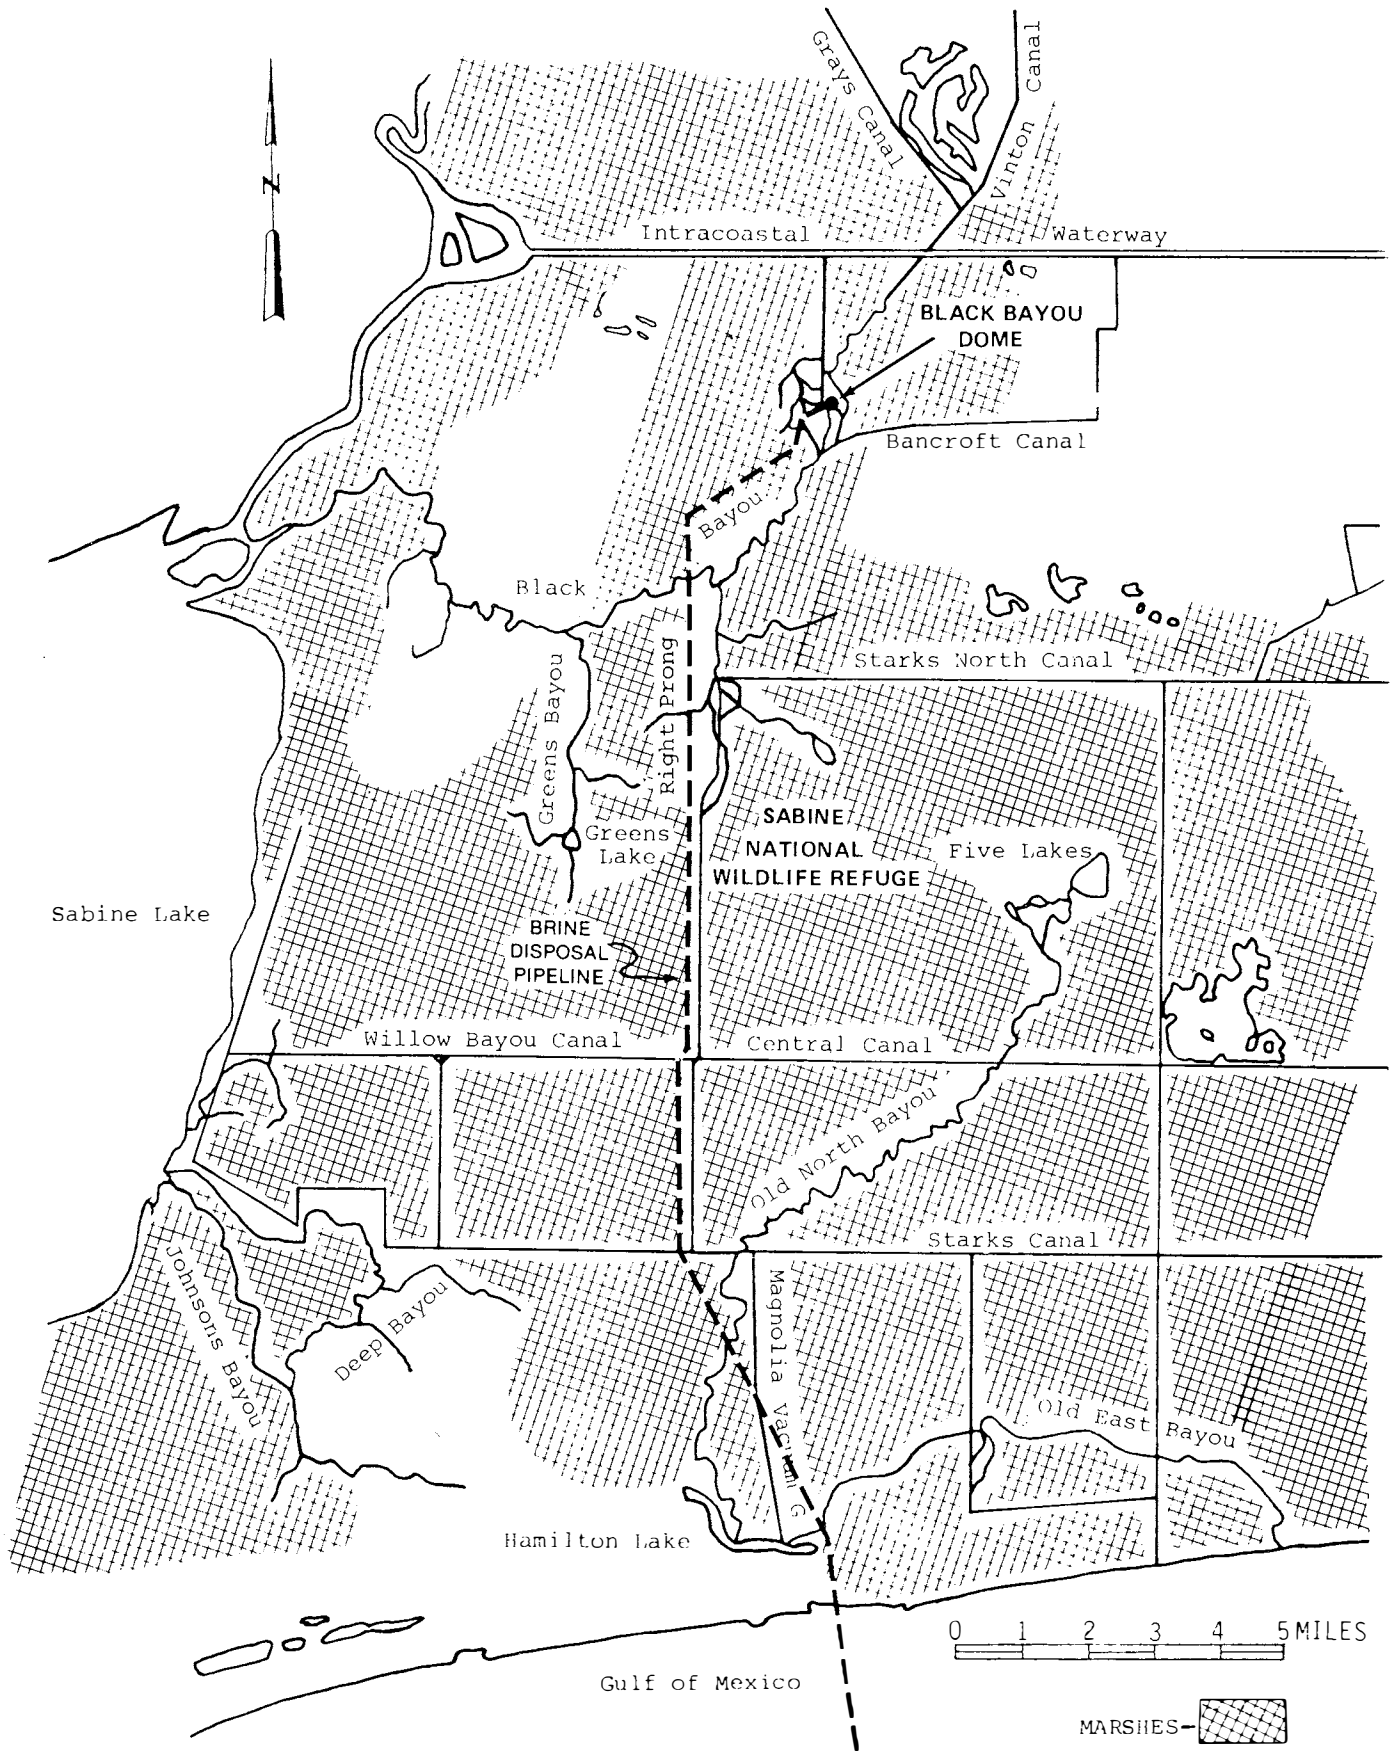 Grays Canal
Vinton Canal
N
Intracoastal
Waterway
BLACK BAYOU
DOME
Bancroft Canal
Bayou
Black
Starks North Canal
Greens Bayou
Right Prong
SABINE
NATIONAL
WILDLIFE REFUGE
Greens
Lake
Five Lakes
Sabine Lake
BRINE
DISPOSAL
PIPELINE
Willow Bayou Canal
Central Canal
Old North Bayou
Starks Canal
Johnsons Bayou
Deep Bayou
Magnolia Vacuum G
Old East Bayou
Hamilton Lake
0 1 2 3 4 5 MILES
Gulf of Mexico
MARSHES